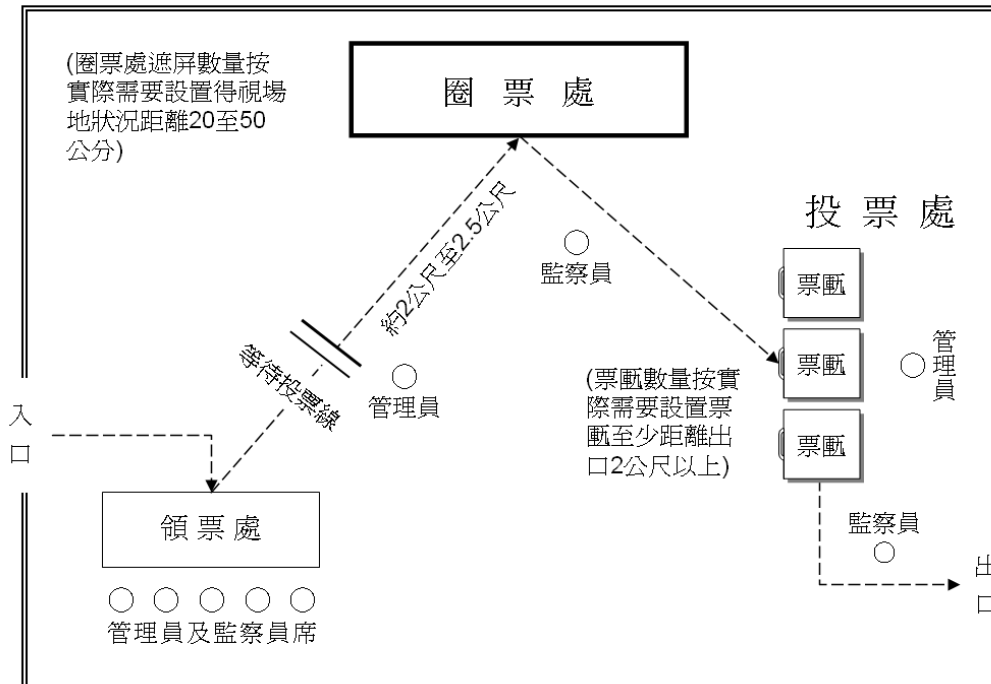 (圈票處遮屏數量按
實際需要設置得視場
地狀況距離20至50
公分)
圈票處
投票處
約2公尺至2.5公尺
監察員
票匭
票匭
票匭
管理員
等待投票線
管理員
(票匭數量按實
際需要設置票
匭至少距離出
口2公尺以上)
入口
領票處
管理員及監察員席
監察員
出口